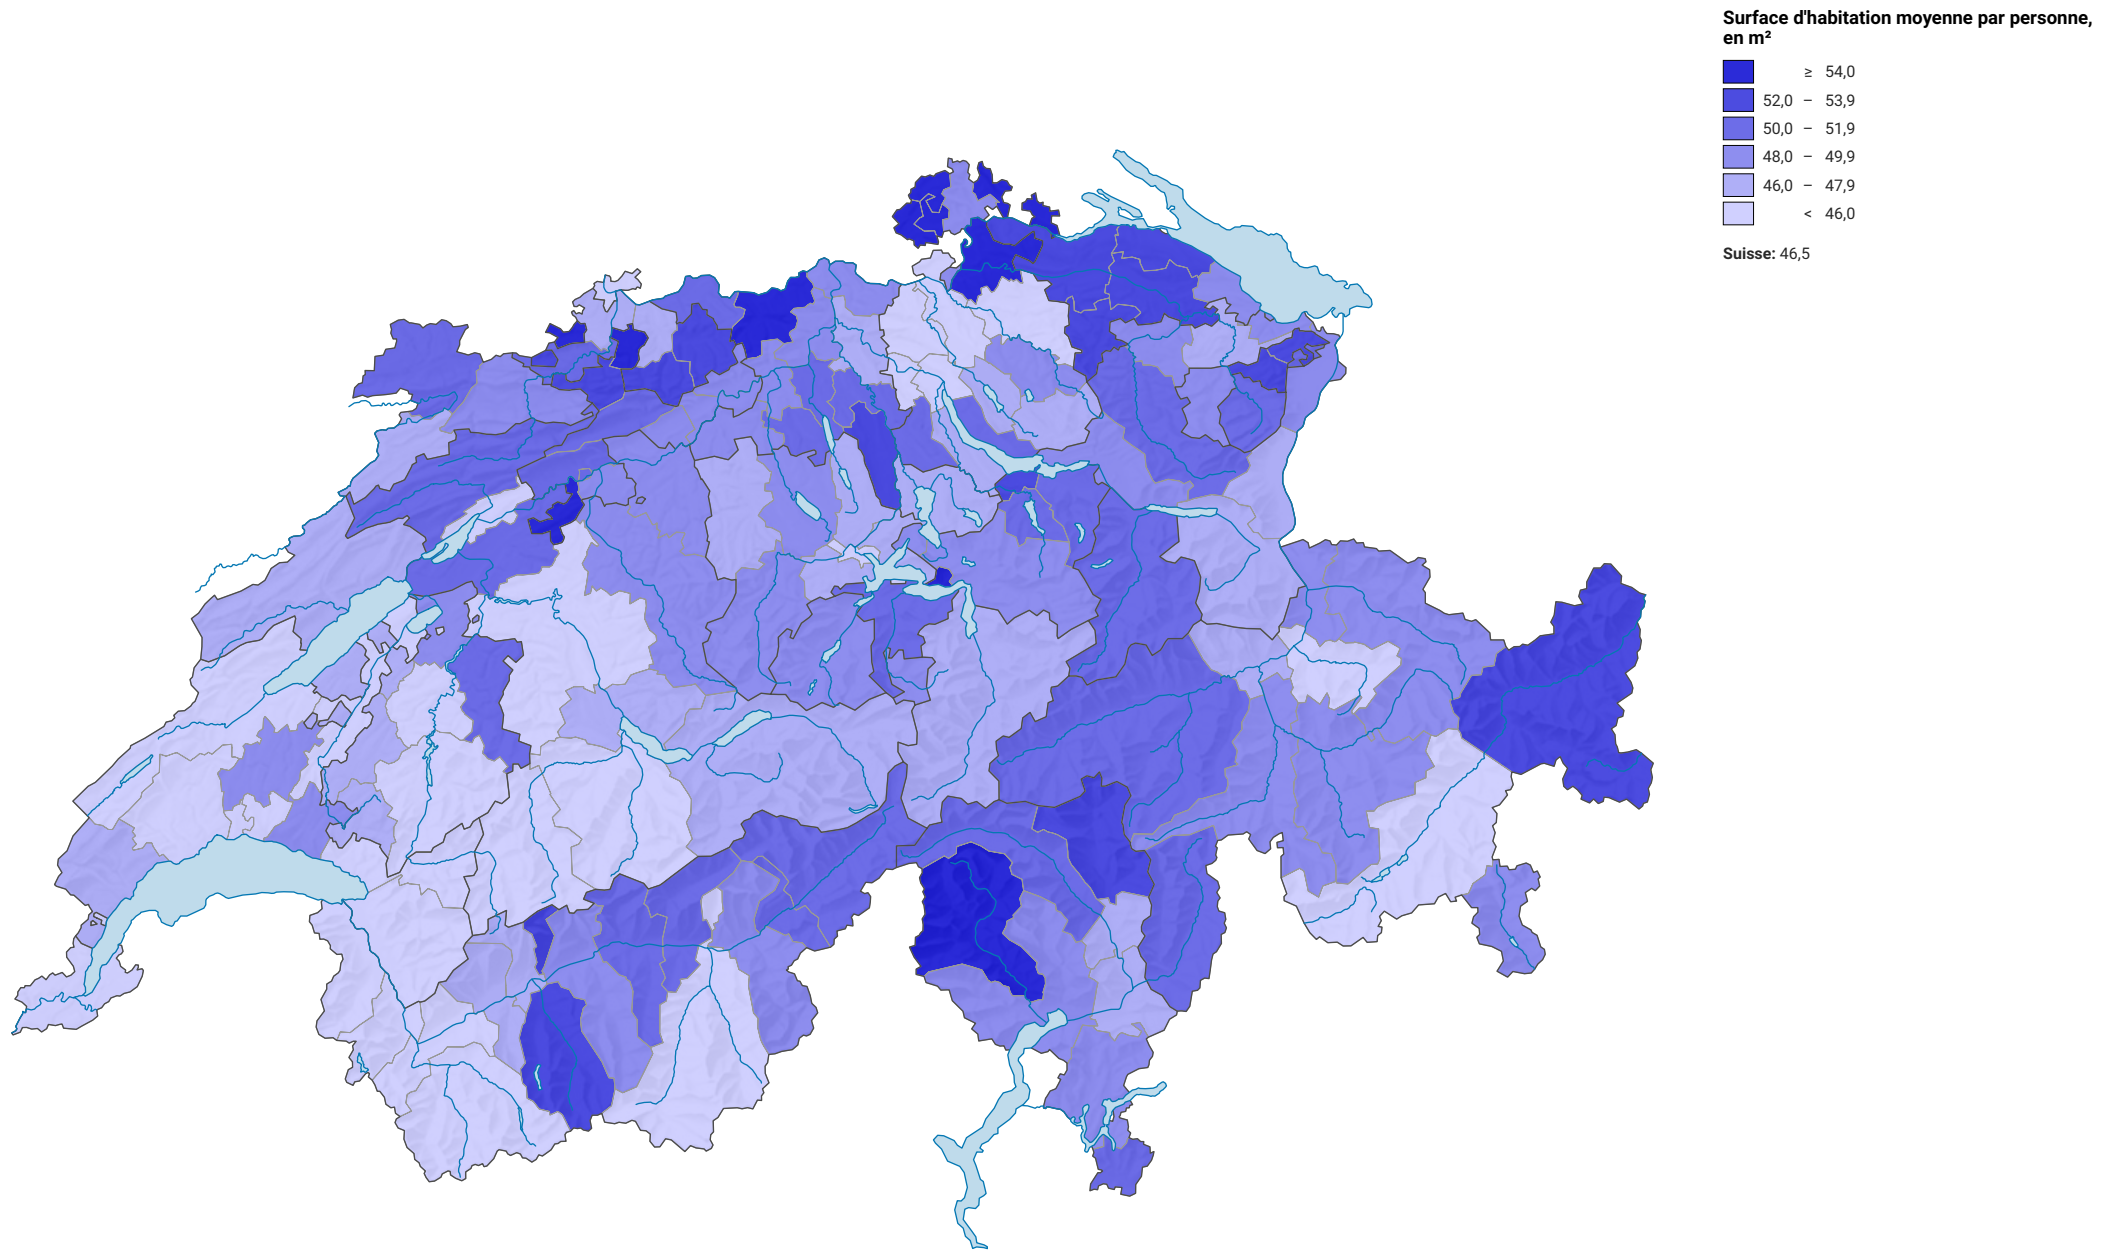 Surface d'habitation moyenne par personne,
en m²
≥ 54,0
52,0 – 53,9
50,0 – 51,9
48,0 – 49,9
46,0 – 47,9
< 46,0
Suisse: 46,5